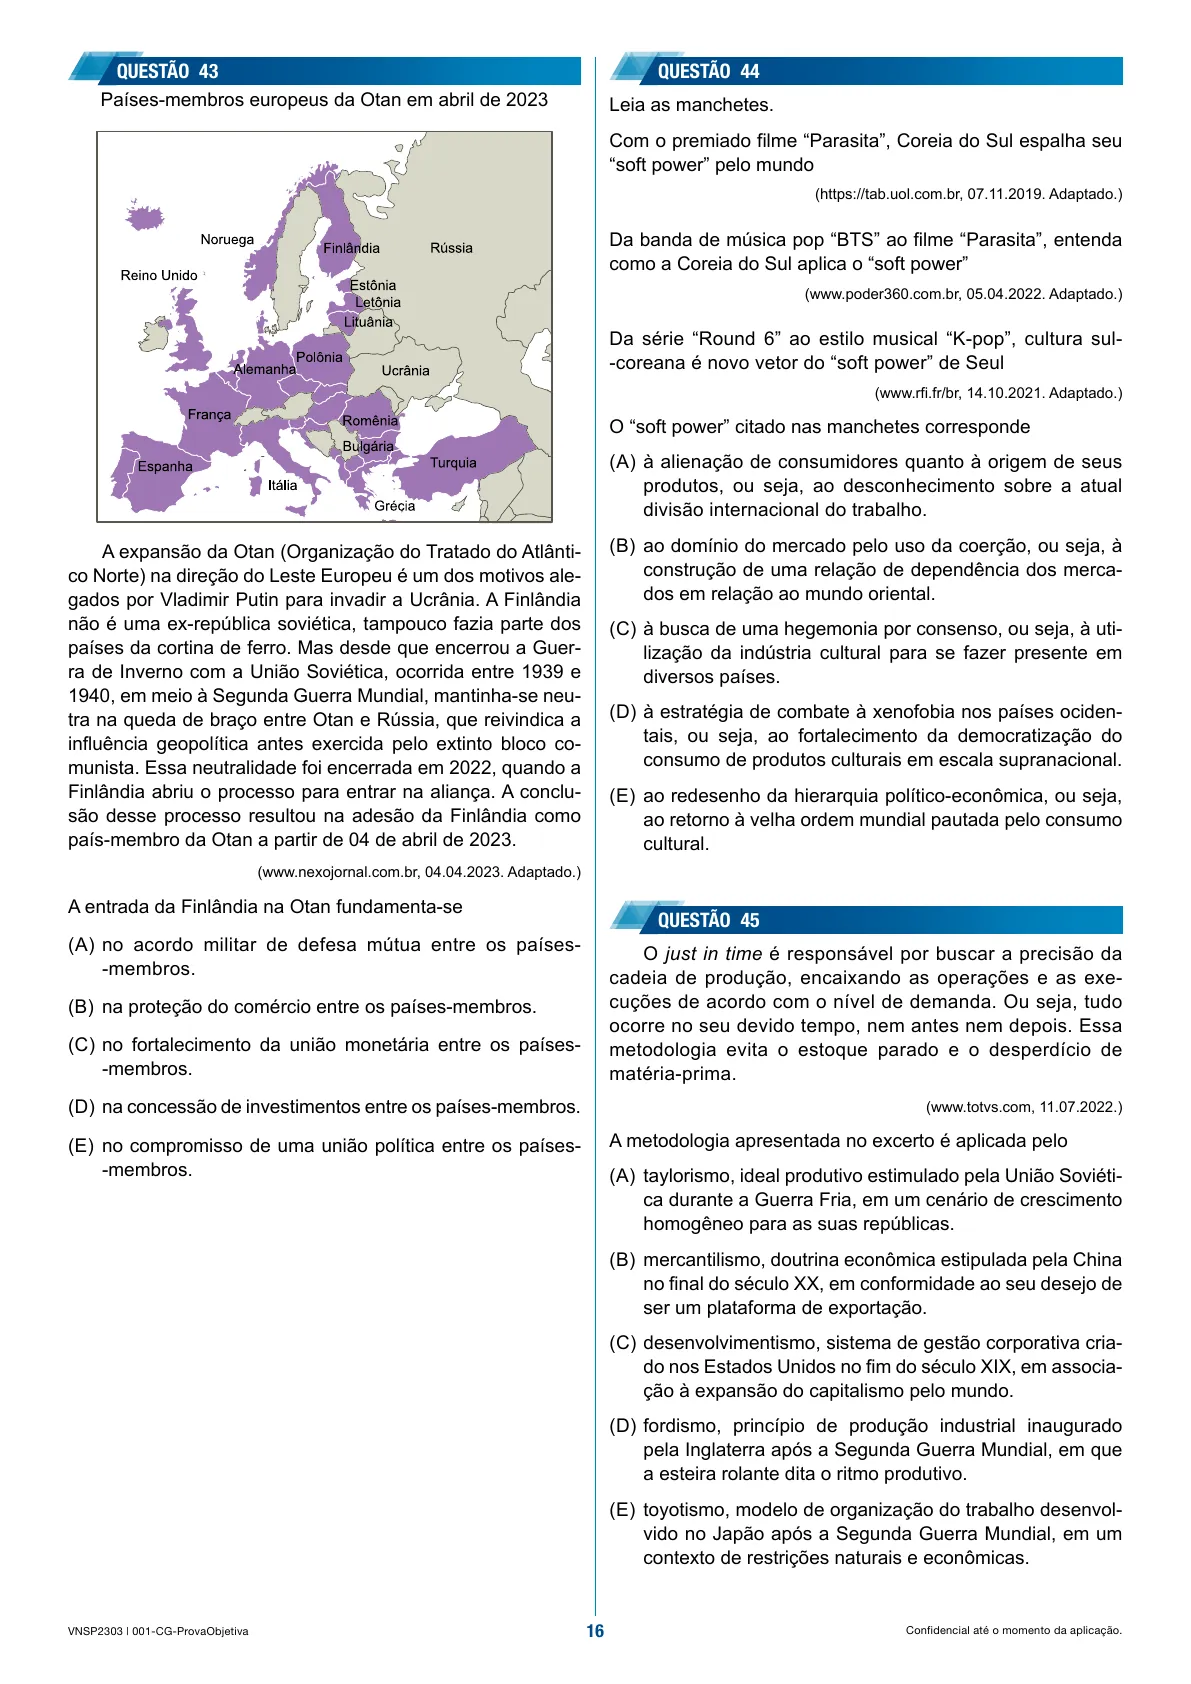 QUESTÃO 43
Países-membros europeus da Otan em abril de 2023
Noruega
Finlândia
Rússia
Reino Unido
Estônia
Letônia
Lituânia
Polônia
Alemanha
Ucrânia
França
Romênia
Bulgária
Espanha
Turquia
Itália
Grécia
A expansão da Otan (Organização do Tratado do Atlânti-
co Norte) na direção do Leste Europeu é um dos motivos ale-
gados por Vladimir Putin para invadir a Ucrânia. A Finlândia
não é uma ex-república soviética, tampouco fazia parte dos
países da cortina de ferro. Mas desde que encerrou a Guer-
ra de Inverno com a União Soviética, ocorrida entre 1939 e
1940, em meio à Segunda Guerra Mundial, mantinha-se neu-
tra na queda de braço entre Otan e Rússia, que reivindica a
influência geopolítica antes exercida pelo extinto bloco co-
munista. Essa neutralidade foi encerrada em 2022, quando a
Finlândia abriu o processo para entrar na aliança. A conclu-
são desse processo resultou na adesão da Finlândia como
país-membro da Otan a partir de 04 de abril de 2023.
(www.nexojornal.com.br, 04.04.2023. Adaptado.)
A entrada da Finlândia na Otan fundamenta-se
(A) no acordo militar de defesa mútua entre os países-
-membros.
(B) na proteção do comércio entre os países-membros.
(C) no fortalecimento da união monetária entre os países-
-membros.
(D) na concessão de investimentos entre os países-membros.
(E) no compromisso de uma união política entre os países-
-membros.
QUESTÃO 44
Leia as manchetes.
Com o premiado filme “Parasita”, Coreia do Sul espalha seu
“soft power” pelo mundo
(https://tab.uol.com.br, 07.11.2019. Adaptado.)
Da banda de música pop “BTS” ao filme “Parasita”, entenda
como a Coreia do Sul aplica o “soft power”
(www.poder360.com.br, 05.04.2022. Adaptado.)
Da série “Round 6” ao estilo musical “K-pop”, cultura sul-
-coreana é novo vetor do “soft power” de Seul
(www.rfi.fr/br, 14.10.2021. Adaptado.)
O “soft power” citado nas manchetes corresponde
(A) à alienação de consumidores quanto à origem de seus
produtos, ou seja, ao desconhecimento sobre a atual
divisão internacional do trabalho.
(B) ao domínio do mercado pelo uso da coerção, ou seja, à
construção de uma relação de dependência dos merca-
dos em relação ao mundo oriental.
(C) à busca de uma hegemonia por consenso, ou seja, à uti-
lização da indústria cultural para se fazer presente em
diversos países.
(D) à estratégia de combate à xenofobia nos países ociden-
tais, ou seja, ao fortalecimento da democratização do
consumo de produtos culturais em escala supranacional.
(E) ao redesenho da hierarquia político-econômica, ou seja,
ao retorno à velha ordem mundial pautada pelo consumo
cultural.
QUESTÃO 45
O just in time é responsável por buscar a precisão da
cadeia de produção, encaixando as operações e as exe-
cuções de acordo com o nível de demanda. Ou seja, tudo
ocorre no seu devido tempo, nem antes nem depois. Essa
metodologia evita o estoque parado e o desperdício de
matéria-prima.
(www.totvs.com, 11.07.2022.)
A metodologia apresentada no excerto é aplicada pelo
(A) taylorismo, ideal produtivo estimulado pela União Soviéti-
ca durante a Guerra Fria, em um cenário de crescimento
homogêneo para as suas repúblicas.
(B) mercantilismo, doutrina econômica estipulada pela China
no final do século XX, em conformidade ao seu desejo de
ser um plataforma de exportação.
(C) desenvolvimentismo, sistema de gestão corporativa cria-
do nos Estados Unidos no fim do século XIX, em associa-
ção à expansão do capitalismo pelo mundo.
(D) fordismo, princípio de produção industrial inaugurado
pela Inglaterra após a Segunda Guerra Mundial, em que
a esteira rolante dita o ritmo produtivo.
(E) toyotismo, modelo de organização do trabalho desenvol-
vido no Japão após a Segunda Guerra Mundial, em um
contexto de restrições naturais e econômicas.
VNSP2303 | 001-CG-ProvaObjetiva
16
Confidencial até o momento da aplicação.